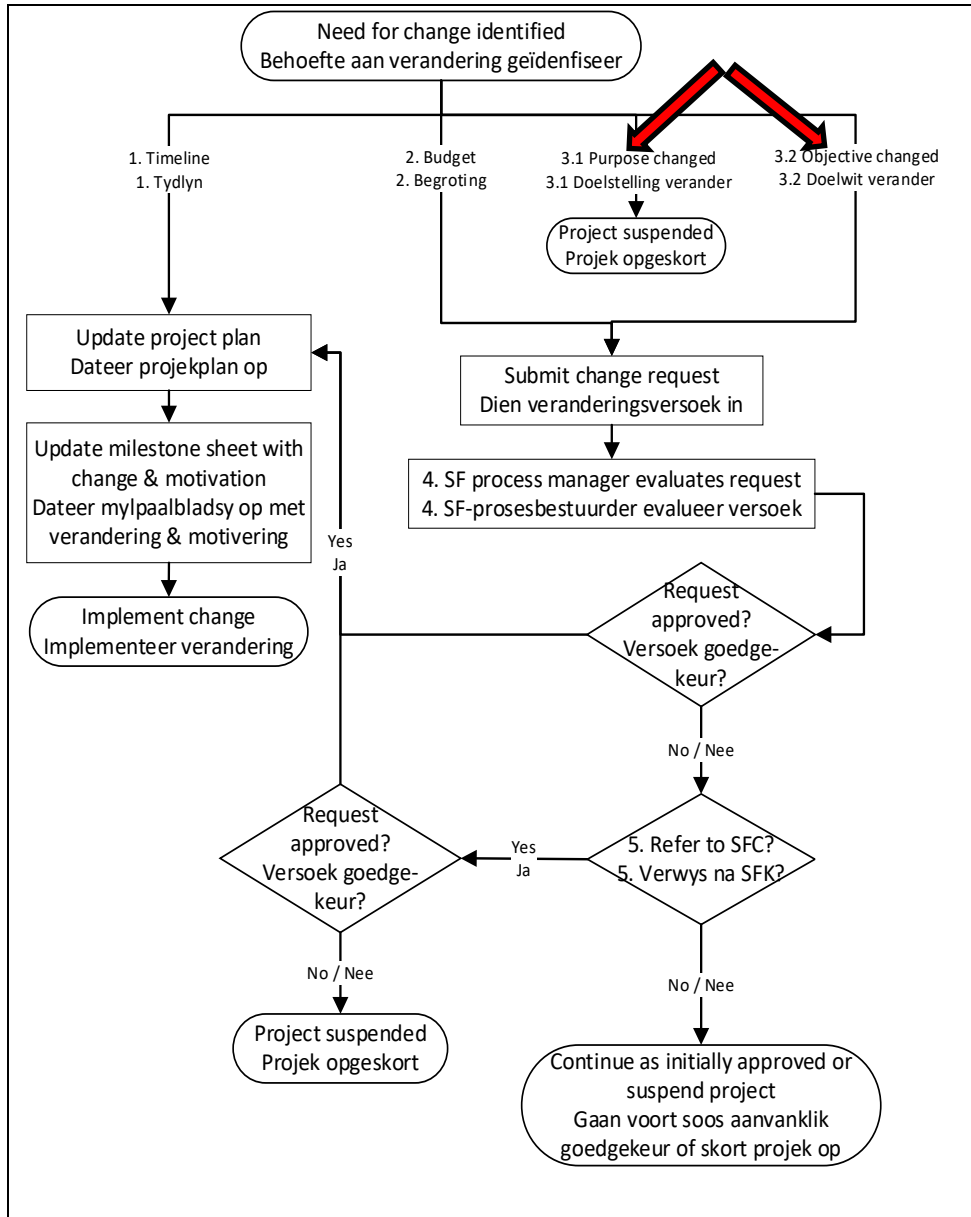 Need for change identified
Behoefte aan verandering geïdenfiseer
1. Timeline
1. Tydlyn
2. Budget
2. Begroting
3.1 Purpose changed
3.1 Doelstelling verander
3.2 Objective changed
3.2 Doelwit verander
Project suspended
Projek opgeskort
Update project plan
Dateer projekplan op
Submit change request
Dien veranderingsversoek in
Update milestone sheet with
change & motivation
Dateer mylpaalbladsy op met
verandering & motivering
4. SF process manager evaluates request
4. SF-prosesbestuurder evalueer versoek
Yes
Ja
Implement change
Implementeer verandering
Request
approved?
Versoek goedge-
keur?
No / Nee
Request
approved?
Versoek goedge-
keur?
Yes
Ja
5. Refer to SFC?
5. Verwys na SFK?
No / Nee
No / Nee
Project suspended
Projek opgeskort
Continue as initially approved or
suspend project
Gaan voort soos aanvanklik
goedgekeur of skort projek op